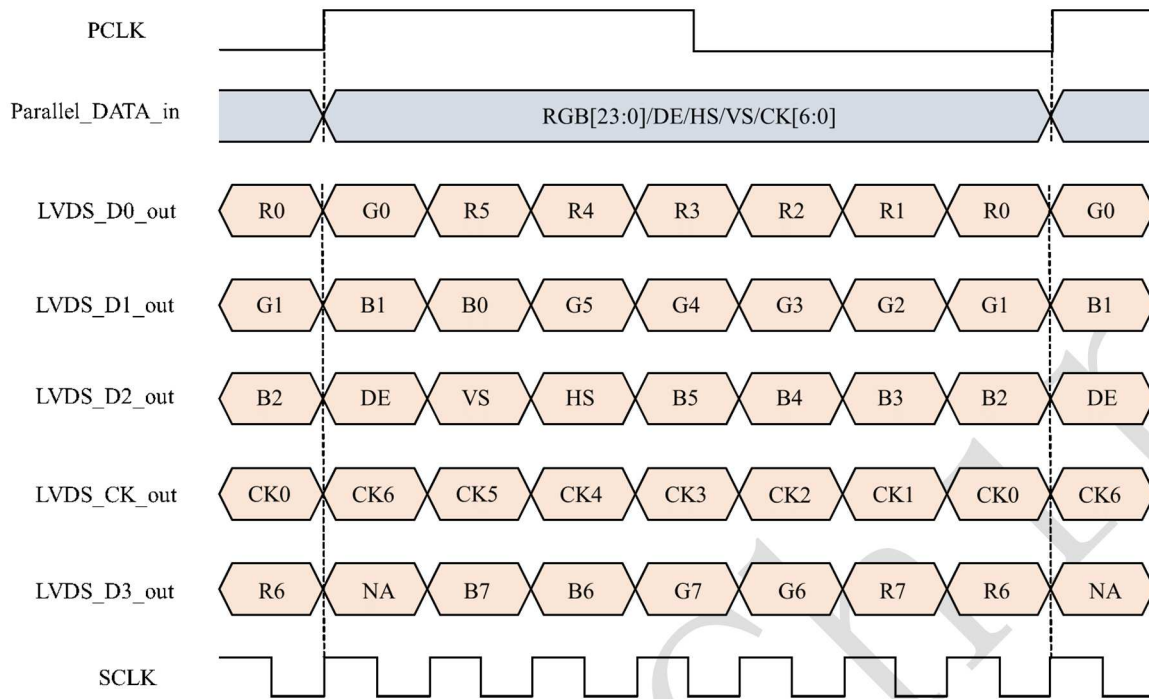 PCLK
Parallel_DATA_in RGB[23:0]/DE/HS/VS/CK[6:0]
LVDS_D0_out R0 G0 R5 R4 R3 R2 R1 R0 G0
LVDS_D1_out G1 B1 B0 G5 G4 G3 G2 G1 B1
LVDS_D2_out B2 DE VS HS B5 B4 B3 B2 DE
LVDS_CK_out CK0 CK6 CK5 CK4 CK3 CK2 CK1 CK0 CK6
LVDS_D3_out R6 NA B7 B6 G7 G6 R7 R6 NA
SCLK